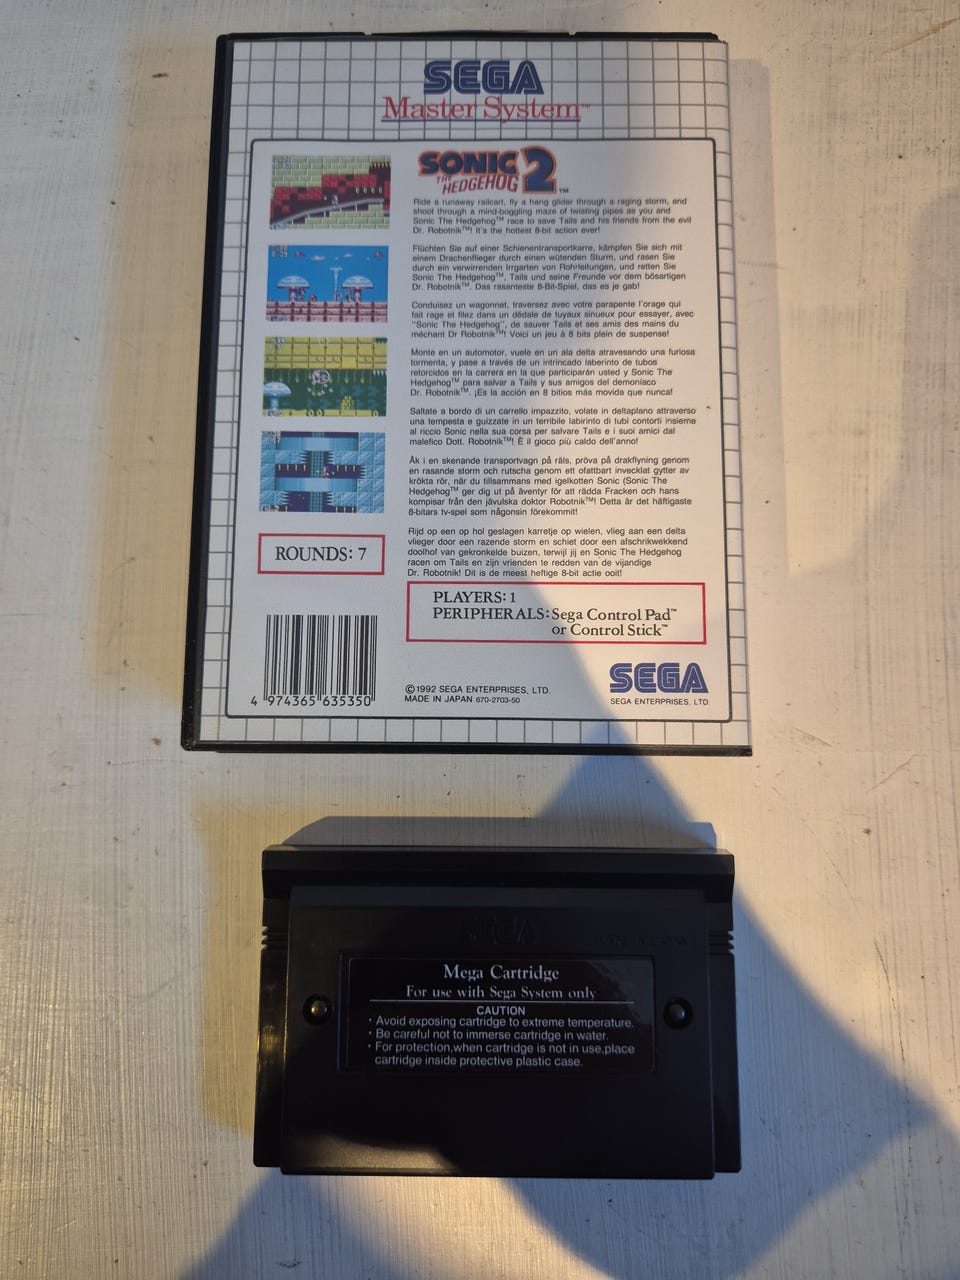 SEGA
Master System™
SONIC
THE
HEDGEHOG 2™
Ride a runaway railcart, fly a hang glider through a raging storm, and
shoot through a mind-boggling maze of twisting pipes as you and
Sonic The Hedgehog™ race to save Tails and his friends from the evil
Dr. Robotnik™! It's the hottest 8-bit action ever!
Flüchten Sie auf einer Schienentransportkarre, kämpfen Sie sich mit
einem Drachenflieger durch einen wütenden Sturm, und rasen Sie
durch ein verwirrenden Irrgarten von Rohrleitungen, und retten Sie
Sonic The Hedgehog™, Tails und seine Freunde vor dem bösartigen
Dr. Robotnik™. Das rasanteste 8-Bit-Spiel, das es je gab!
Conduisez un wagonnet, traversez avec votre parapente l'orage qui
fait rage et filez dans un dédale de tuyaux sinueux pour essayer, avec
"Sonic The Hedgehog", de sauver Tails et ses amis des mains du
méchant Dr Robotnik™! Voici un jeu à 8 bits plein de suspense!
Monte en un automotor, vuele en un ala delta atravesando una furiosa
tormenta, y pase a través de un intrincado laberinto de tubos
retorcidos en la carrera en la que participarán usted y Sonic The
Hedgehog™ para salvar a Tails y sus amigos del demoníaco
Dr. Robotnik™. ¡Es la acción en 8 bitios más movida que nunca!
Saltate a bordo di un carrello impazzito, volate in deltaplano attraverso
una tempesta e guizzate in un terribile labirinto di tubi contorti insieme
al riccio Sonic nella sua corsa per salvare Tails e i suoi amici dal
malefico Dott. Robotnik™! È il gioco più caldo dell'anno!
Åk i en skenande transportvagn på räls, pröva på drakflyning genom
en rasande storm och rutscha genom ett ofattbart invecklat gytter av
krökta rör, när du tillsammans med igelkotten Sonic (Sonic The
Hedgehog™ ger dig ut på äventyr för att rädda Fracken och hans
kompisar från den jävulska doktor Robotnik™! Detta är det häftigaste
8-bitars tv-spel som någonsin förekommit!
Rijd op een op hol geslagen karretje op wielen, vlieg aan een delta
vlieger door een razende storm en schiet door een afschrikwekkend
doolhof van gekronkelde buizen, terwijl jij en Sonic The Hedgehog
racen om Tails en zijn vrienden te redden van de vijandige
Dr. Robotnik! Dit is de meest heftige 8-bit actie ooit!
ROUNDS: 7
PLAYERS: 1
PERIPHERALS: Sega Control Pad™
or Control Stick™
4 974365 635350
©1992 SEGA ENTERPRISES, LTD.
MADE IN JAPAN 670-2703-50
SEGA
SEGA ENTERPRISES, LTD.
SEGA
MADE IN JAPAN
Mega Cartridge
For use with Sega System only
CAUTION
• Avoid exposing cartridge to extreme temperature.
• Be careful not to immerse cartridge in water.
• For protection,when cartridge is not in use,place
cartridge inside protective plastic case.